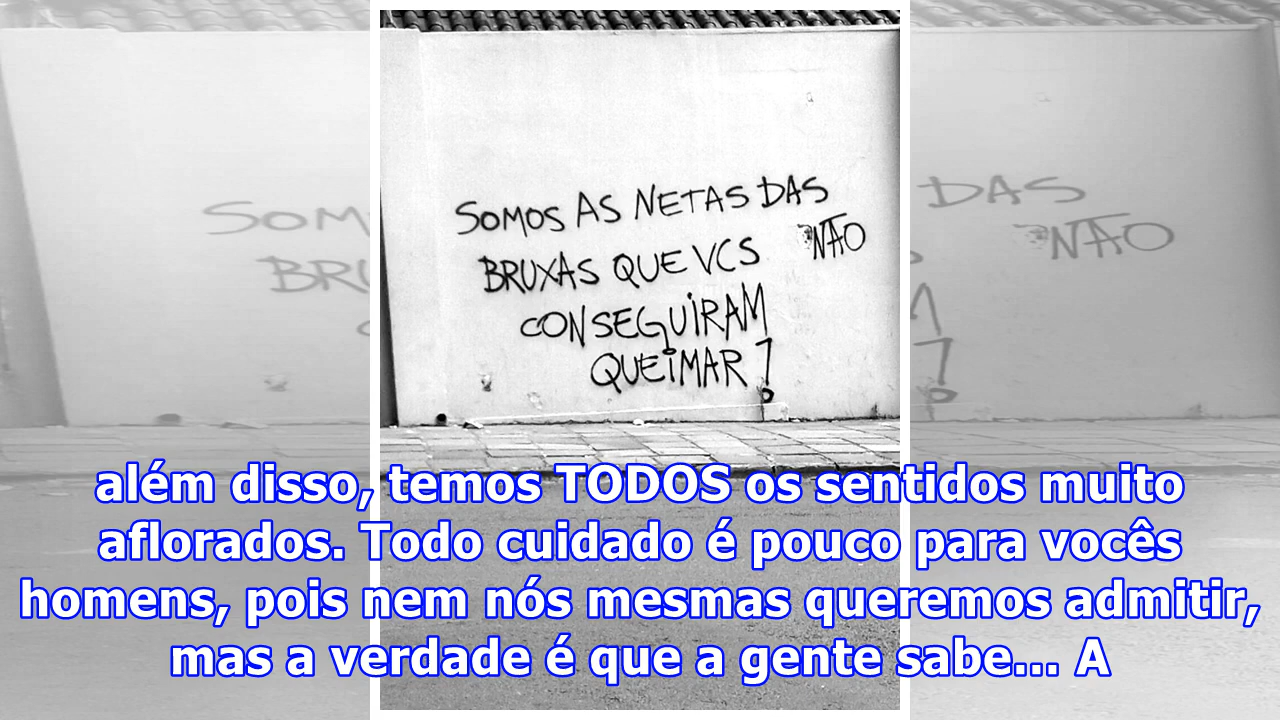 SOMOS AS NETAS DAS
BRUXAS QUE VCS NÃO
CONSEGUIRAM
QUEIMAR!
além disso, temos TODOS os sentidos muito
aflorados. Todo cuidado é pouco para vocês
homens, pois nem nós mesmas queremos admitir,
mas a verdade é que a gente sabe... A